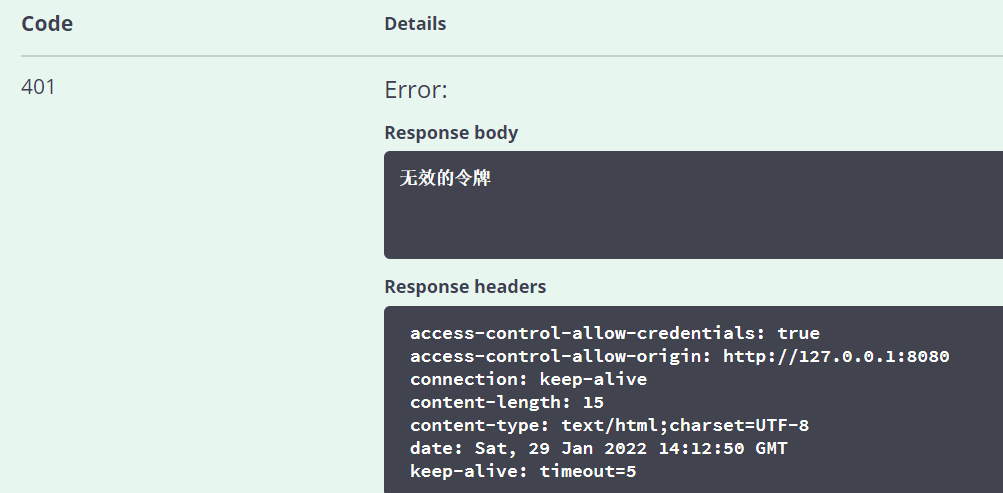 Code Details
401 Error:
Response body
无效的令牌
Response headers
access-control-allow-credentials: true
access-control-allow-origin: http://127.0.0.1:8080
connection: keep-alive
content-length: 15
content-type: text/html;charset=UTF-8
date: Sat, 29 Jan 2022 14:12:50 GMT
keep-alive: timeout=5